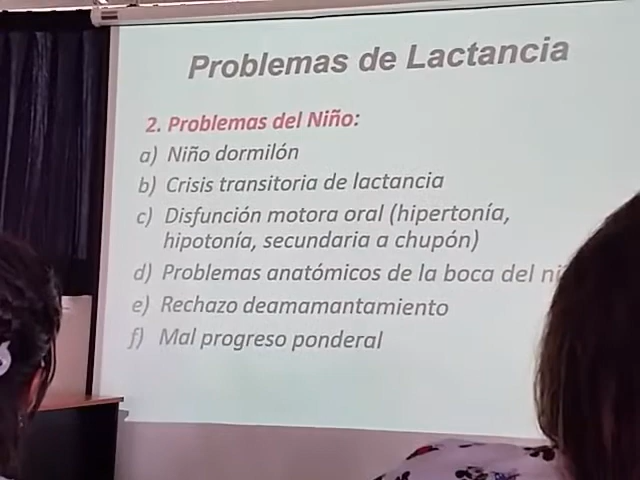 Problemas de Lactancia
2. Problemas del Niño:
a) Niño dormilón
b) Crisis transitoria de lactancia
c) Disfunción motora oral (hipertonía,
hipotonía, secundaria a chupón)
d) Problemas anatómicos de la boca del
e) Rechazo deamamantamiento
f) Mal progreso ponderal